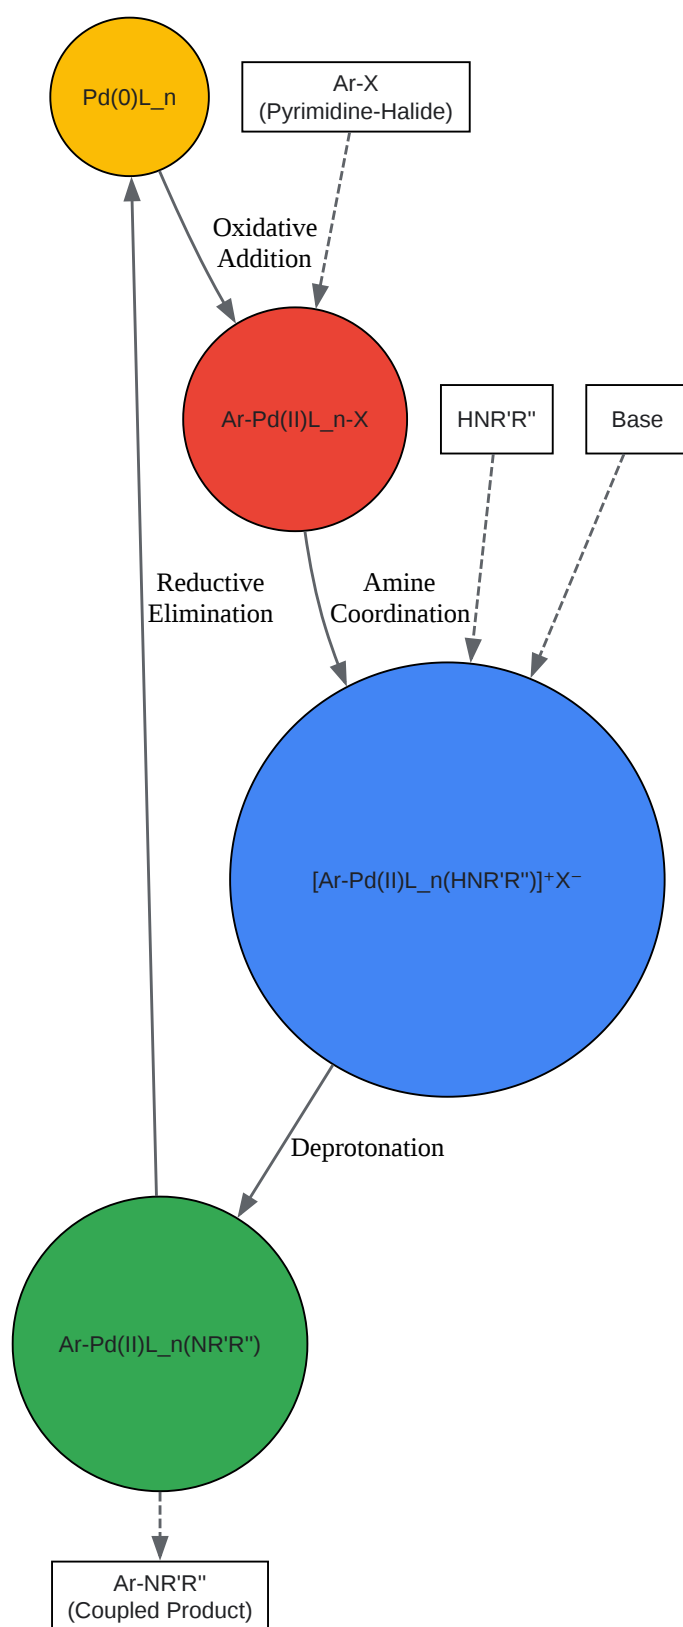 Pd(0)L_n
Ar-X
(Pyrimidine-Halide)
Oxidative
Addition
Ar-Pd(II)L_n-X
HNR'R"
Base
Reductive
Elimination
Amine
Coordination
[Ar-Pd(II)L_n(HNR'R")]⁺X⁻
Deprotonation
Ar-Pd(II)L_n(NR'R")
Ar-NR'R"
(Coupled Product)